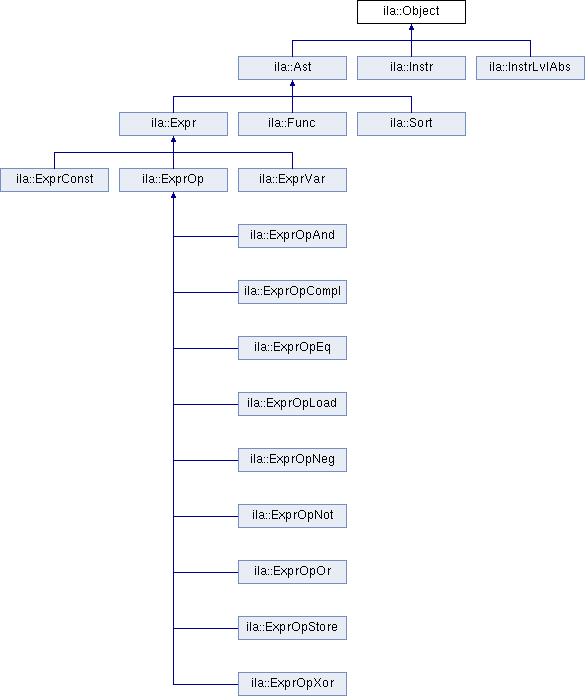 ila::Object
ila::Ast
ila::Instr
ila::InstrLvlAbs
ila::Expr
ila::Func
ila::Sort
ila::ExprConst
ila::ExprOp
ila::ExprVar
ila::ExprOpAnd
ila::ExprOpCompl
ila::ExprOpEq
ila::ExprOpLoad
ila::ExprOpNeg
ila::ExprOpNot
ila::ExprOpOr
ila::ExprOpStore
ila::ExprOpXor